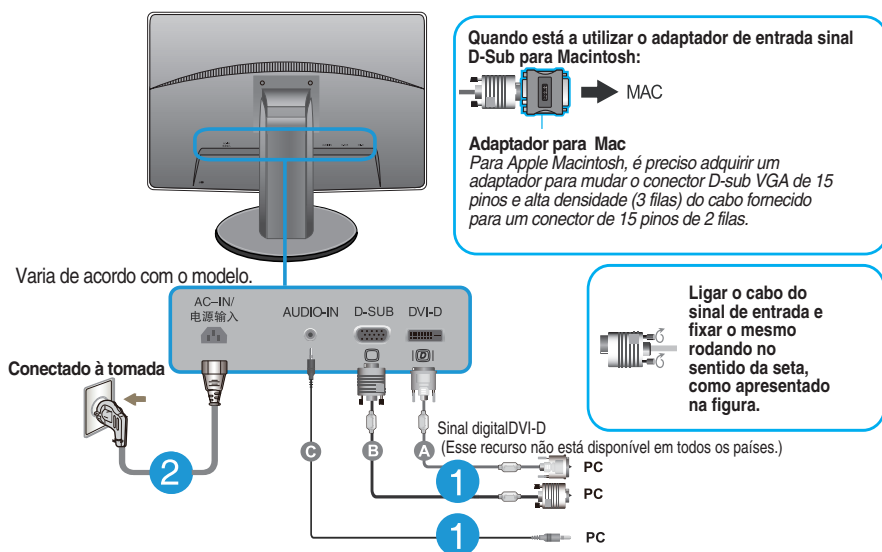 Quando está a utilizar o adaptador de entrada sinal
D-Sub para Macintosh:
MAC
Adaptador para Mac
Para Apple Macintosh, é preciso adquirir um
adaptador para mudar o conector D-sub VGA de 15
pinos e alta densidade (3 filas) do cabo fornecido
para um conector de 15 pinos de 2 filas.
Varia de acordo com o modelo.
AC-IN/
电源输入
AUDIO-IN
D-SUB
DVI-D
Ligar o cabo do
sinal de entrada e
fixar o mesmo
rodando no
sentido da seta,
como apresentado
na figura.
Conectado à tomada
Sinal digitalDVI-D
(Esse recurso não está disponível em todos os países.)
C
B
A
2
1
PC
PC
1
PC